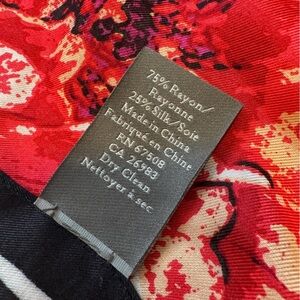 75% Rayon/
Rayonne
25% Silk/Soie
Made in China
Fabriqué en Chine
RN 57508
CA 26983
Dry Clean
Nettoyer à sec